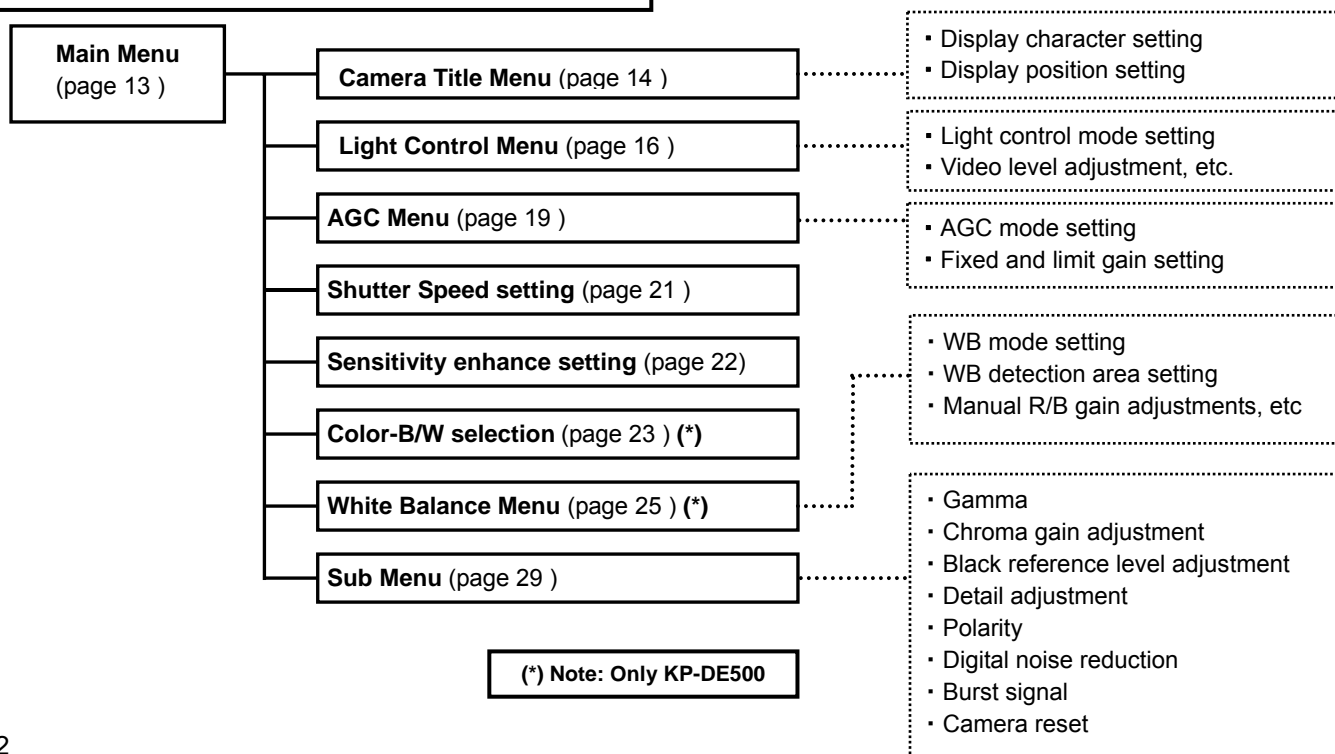 Main Menu
(page 13 )
Camera Title Menu (page 14 )
・Display character setting
・Display position setting
Light Control Menu (page 16 )
・Light control mode setting
・Video level adjustment, etc.
AGC Menu (page 19 )
・AGC mode setting
・Fixed and limit gain setting
Shutter Speed setting (page 21 )
Sensitivity enhance setting (page 22)
Color-B/W selection (page 23 ) (*)
White Balance Menu (page 25 ) (*)
・WB mode setting
・WB detection area setting
・Manual R/B gain adjustments, etc
Sub Menu (page 29 )
・Gamma
・Chroma gain adjustment
・Black reference level adjustment
・Detail adjustment
・Polarity
・Digital noise reduction
・Burst signal
・Camera reset
(*) Note: Only KP-DE500
2